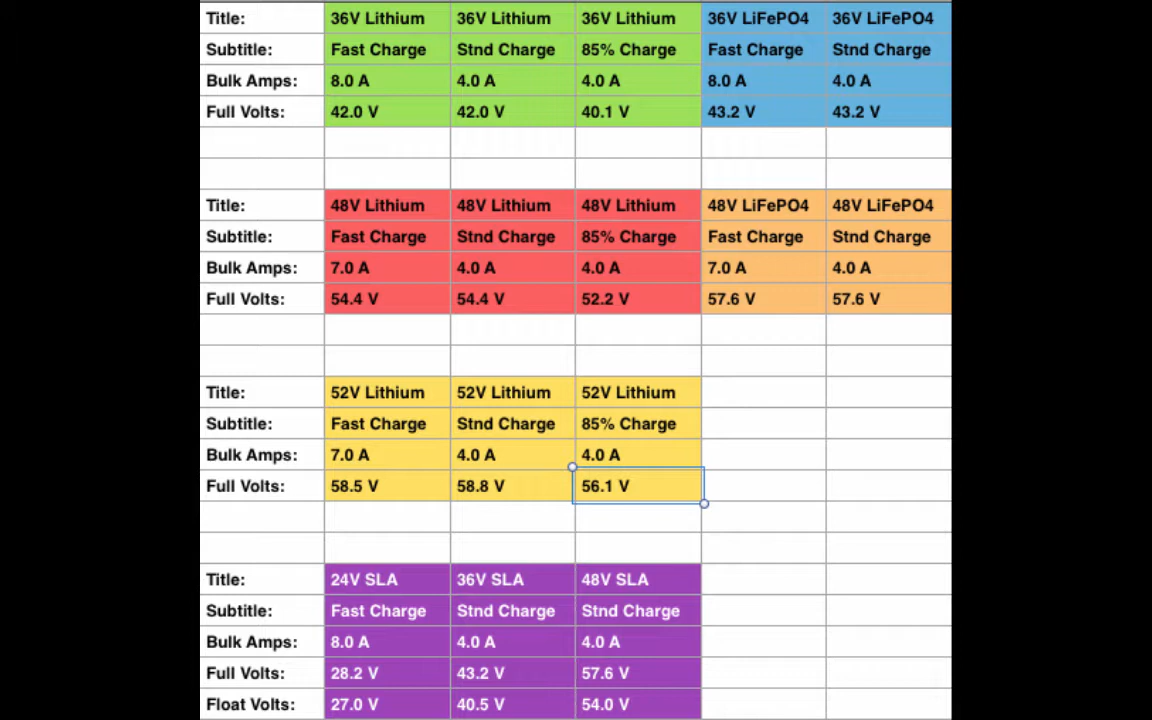 Title: 36V Lithium 36V Lithium 36V Lithium 36V LiFePO4 36V LiFePO4
Subtitle: Fast Charge Stnd Charge 85% Charge Fast Charge Stnd Charge
Bulk Amps: 8.0 A 4.0 A 4.0 A 8.0 A 4.0 A
Full Volts: 42.0 V 42.0 V 40.1 V 43.2 V 43.2 V
Title: 48V Lithium 48V Lithium 48V Lithium 48V LiFePO4 48V LiFePO4
Subtitle: Fast Charge Stnd Charge 85% Charge Fast Charge Stnd Charge
Bulk Amps: 7.0 A 4.0 A 4.0 A 7.0 A 4.0 A
Full Volts: 54.4 V 54.4 V 52.2 V 57.6 V 57.6 V
Title: 52V Lithium 52V Lithium 52V Lithium
Subtitle: Fast Charge Stnd Charge 85% Charge
Bulk Amps: 7.0 A 4.0 A 4.0 A
Full Volts: 58.5 V 58.8 V 56.1 V
Title: 24V SLA 36V SLA 48V SLA
Subtitle: Fast Charge Stnd Charge Stnd Charge
Bulk Amps: 8.0 A 4.0 A 4.0 A
Full Volts: 28.2 V 43.2 V 57.6 V
Float Volts: 27.0 V 40.5 V 54.0 V